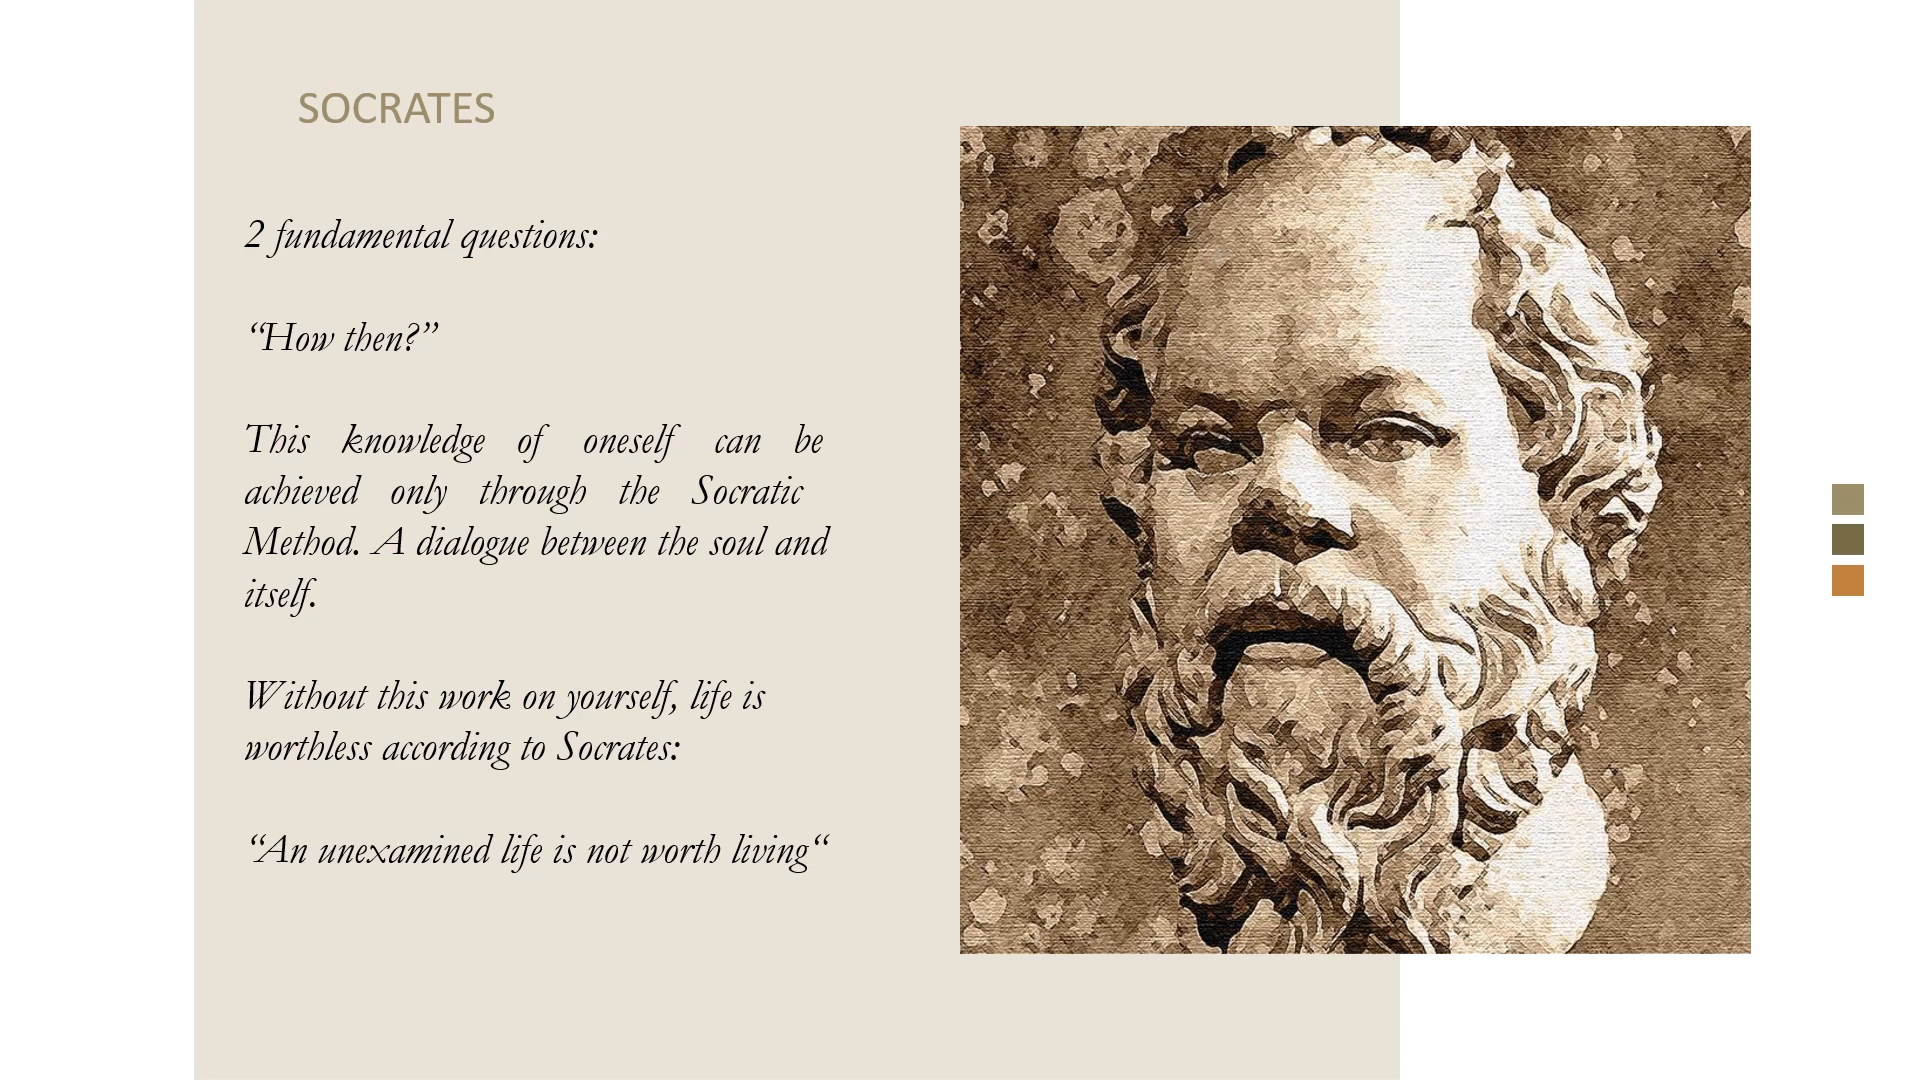 SOCRATES
2 fundamental questions:
“How then?”
This knowledge of oneself can be
achieved only through the Socratic
Method. A dialogue between the soul and
itself.
Without this work on yourself, life is
worthless according to Socrates:
“An unexamined life is not worth living“